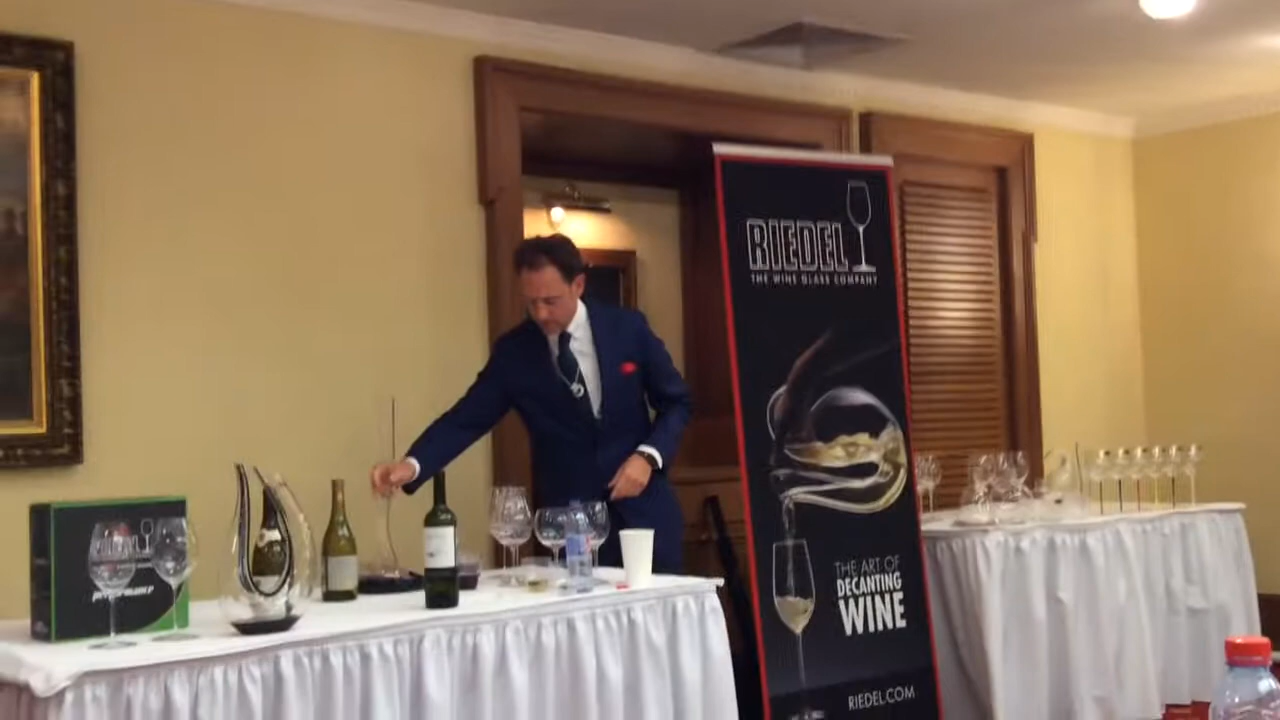 RIEDEL
THE WINE GLASS COMPANY
THE ART OF
DECANTING
WINE
RIEDEL.COM